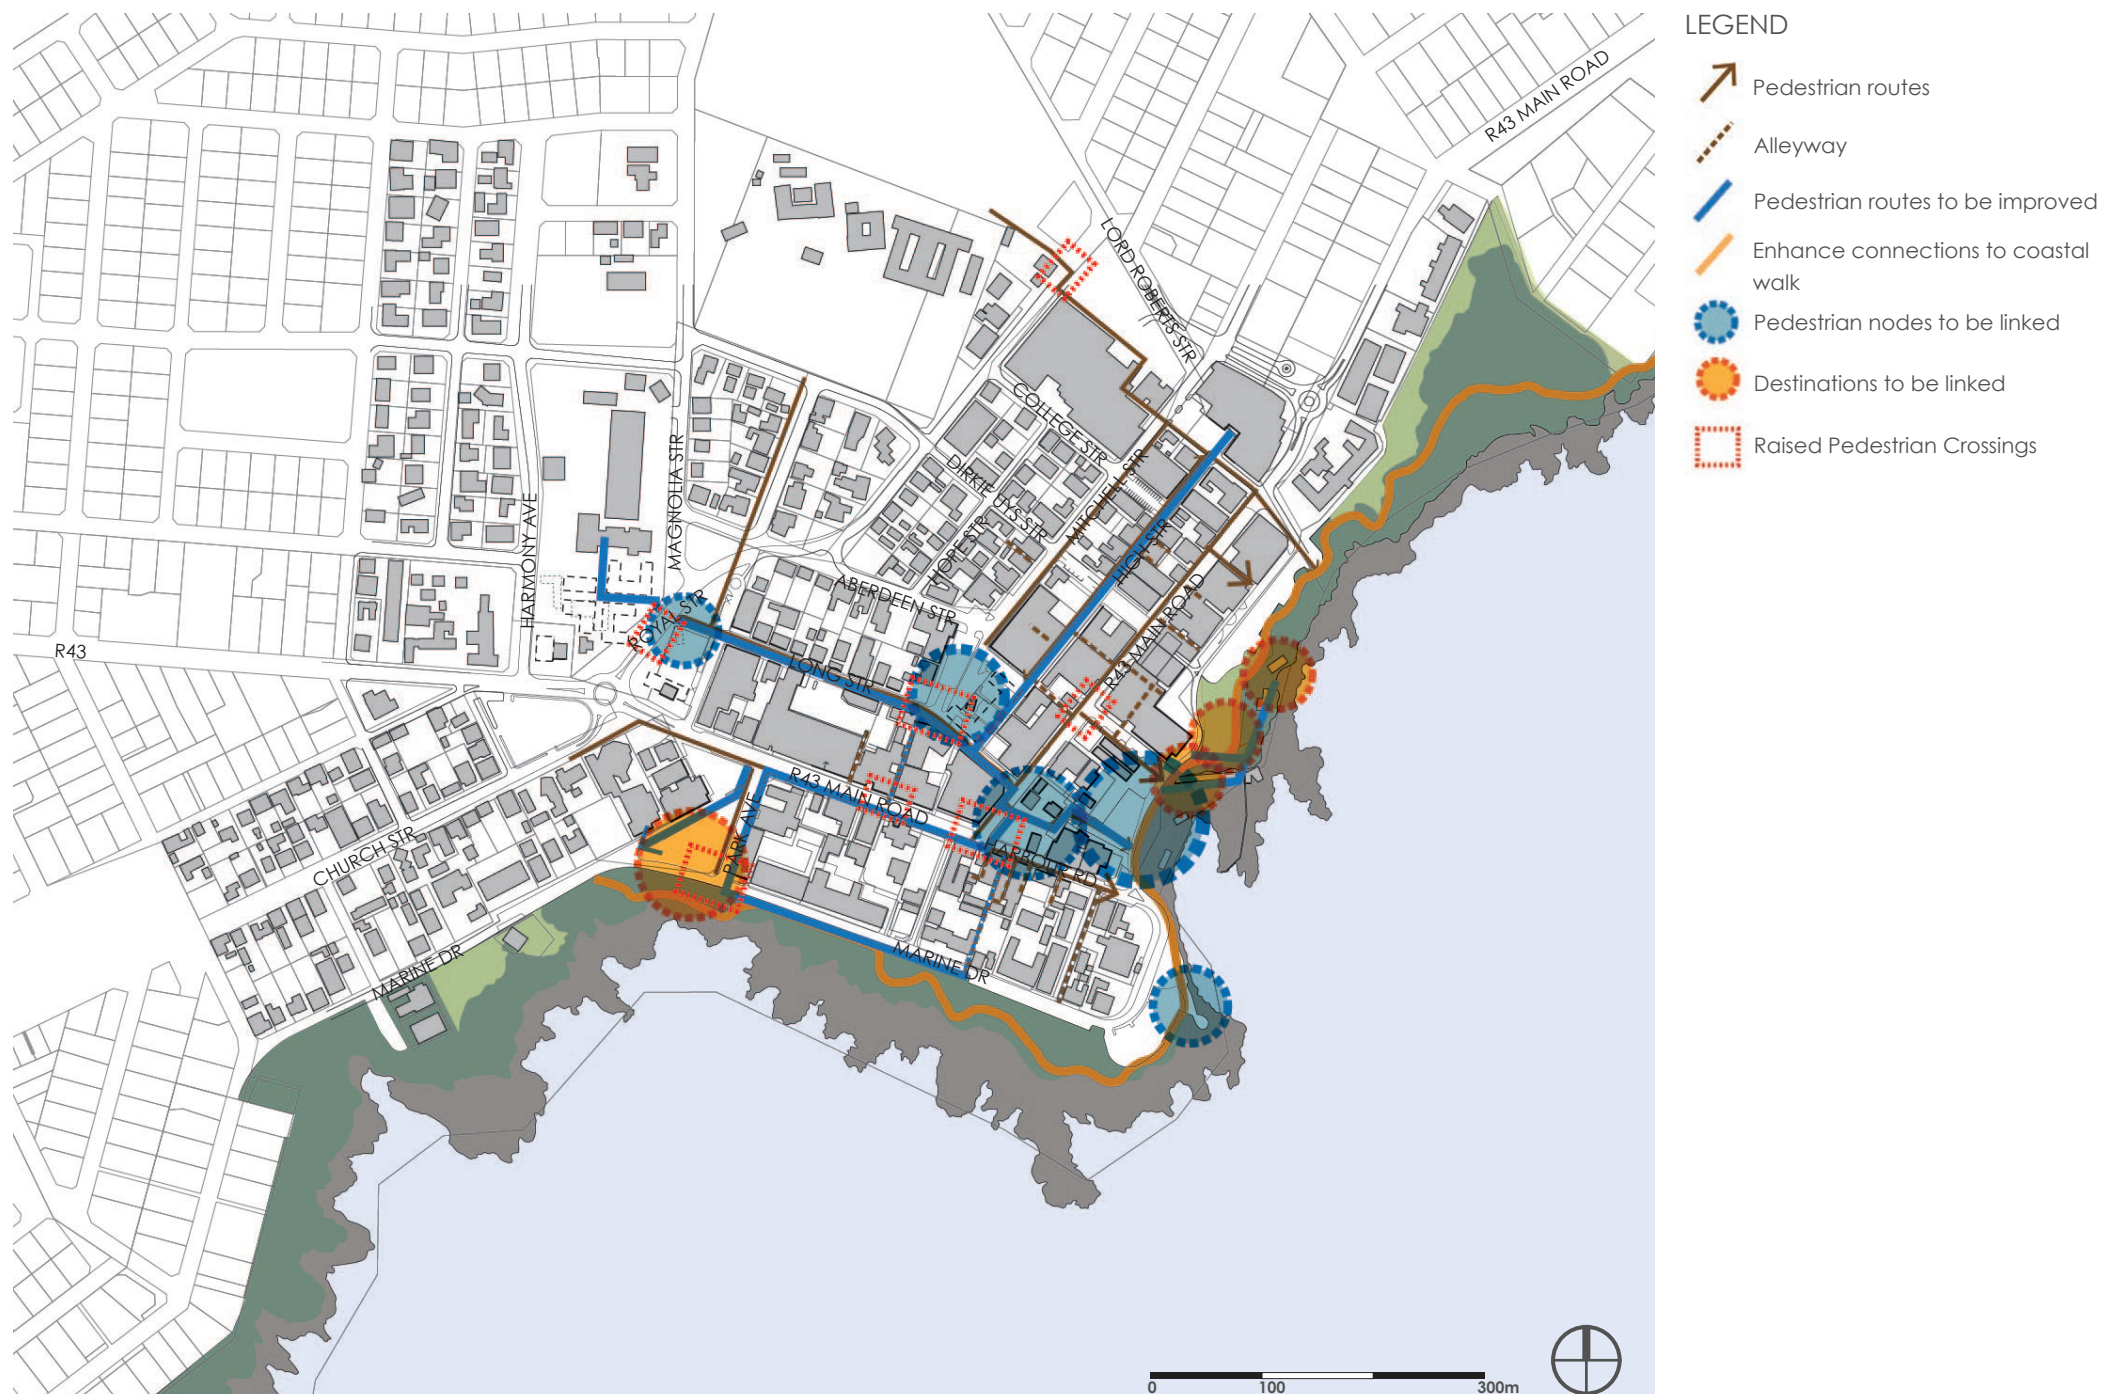 LEGEND
Pedestrian routes
Alleyway
Pedestrian routes to be improved
Enhance connections to coastal
walk
Pedestrian nodes to be linked
Destinations to be linked
Raised Pedestrian Crossings
R43 MAIN ROAD
LORD ROBERTS STR
COLLEGE STR
DIRKIE UYS STR
MITCHELL STR
HOPE STR
HIGH STR
MAGNOLIA STR
HARMONY AVE
ABERDEEN STR
ROYAL STR
R43
LONG STR
R43 MAIN ROAD
R43 MAIN ROAD
PARK AVE
HARBOUR RD
CHURCH STR
MARINE DR
MARINE DR
0 100 300m